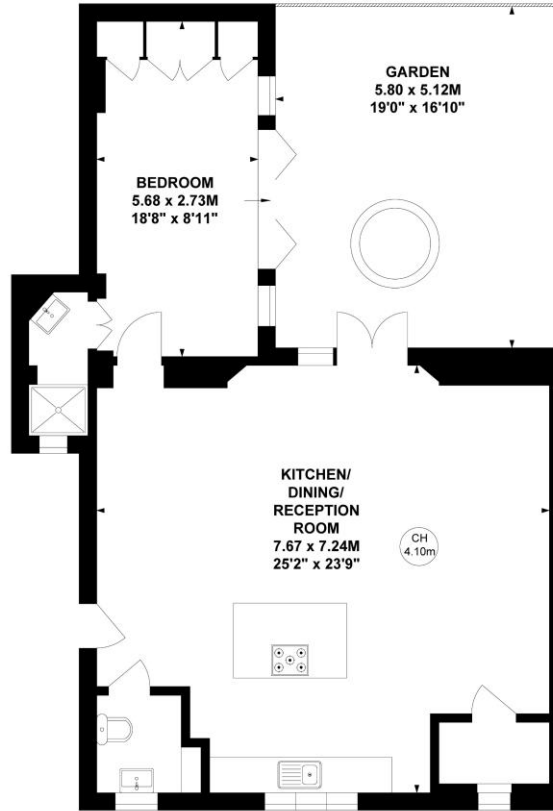 GARDEN
5.80 x 5.12M
19'0" x 16'10"
BEDROOM
5.68 x 2.73M
18'8" x 8'11"
KITCHEN/
DINING/
RECEPTION
ROOM
7.67 x 7.24M
25'2" x 23'9"
CH
4.10m